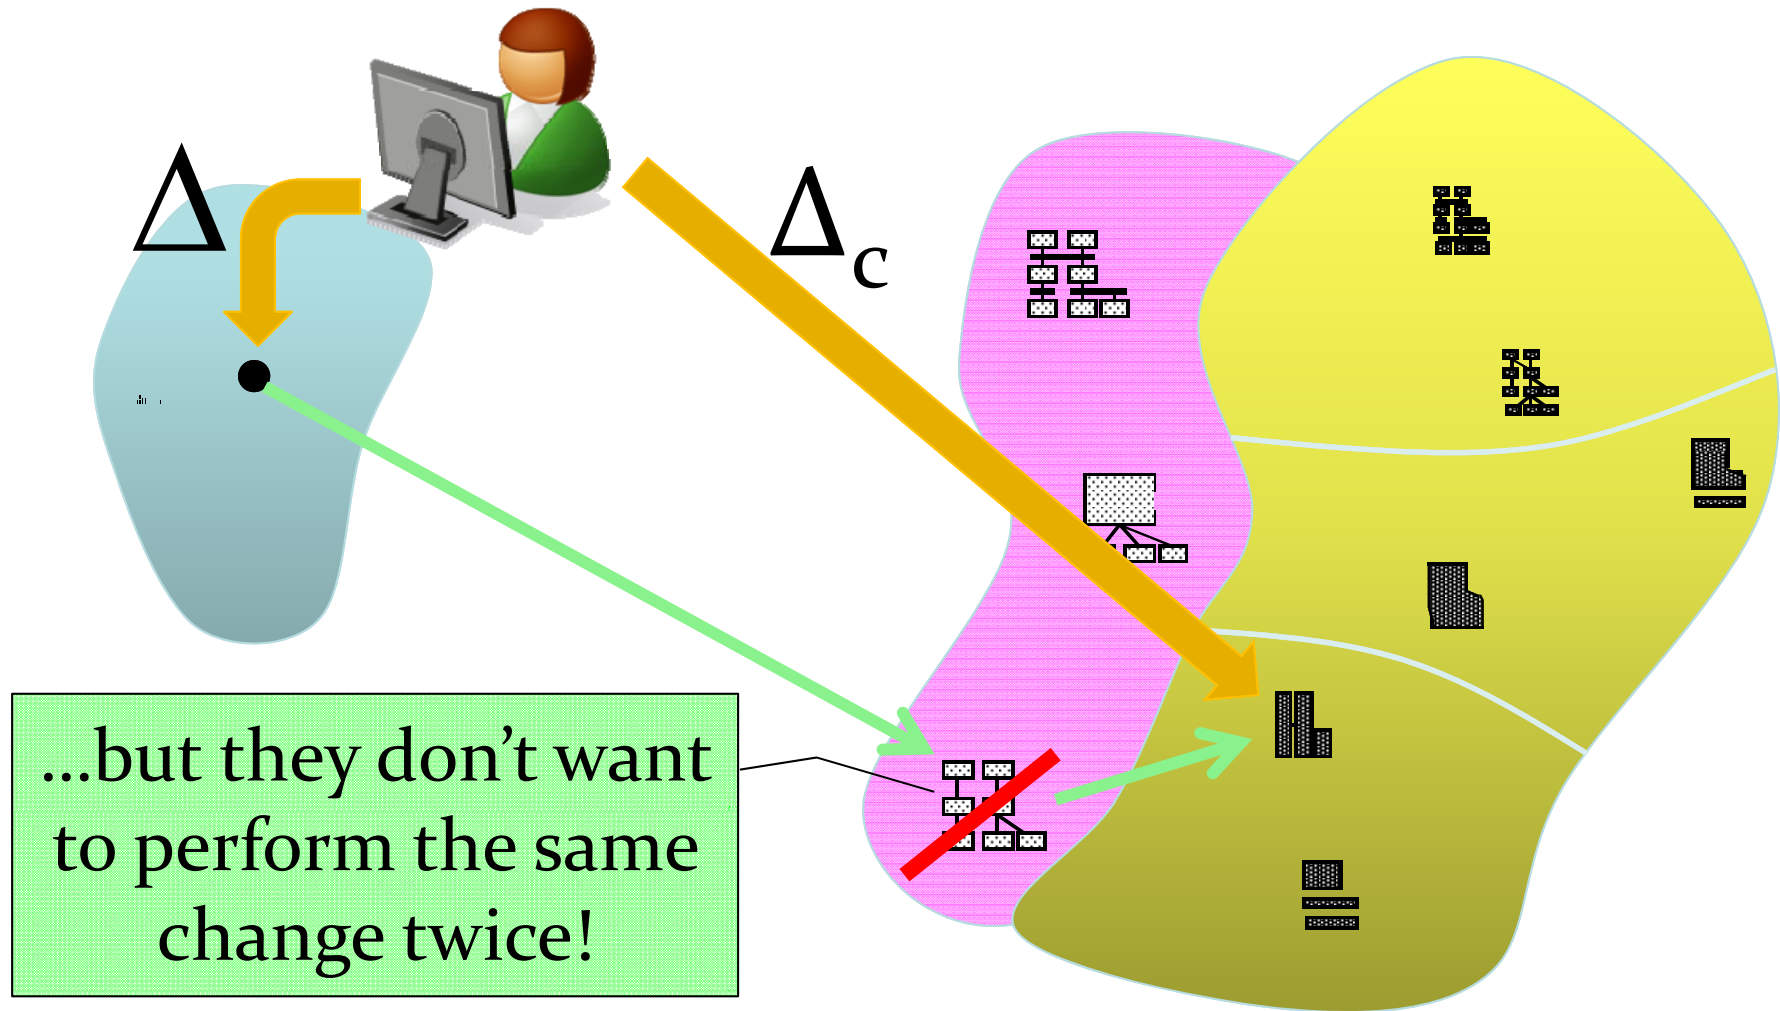 Δ
Δc
...but they don’t want
to perform the same
change twice!